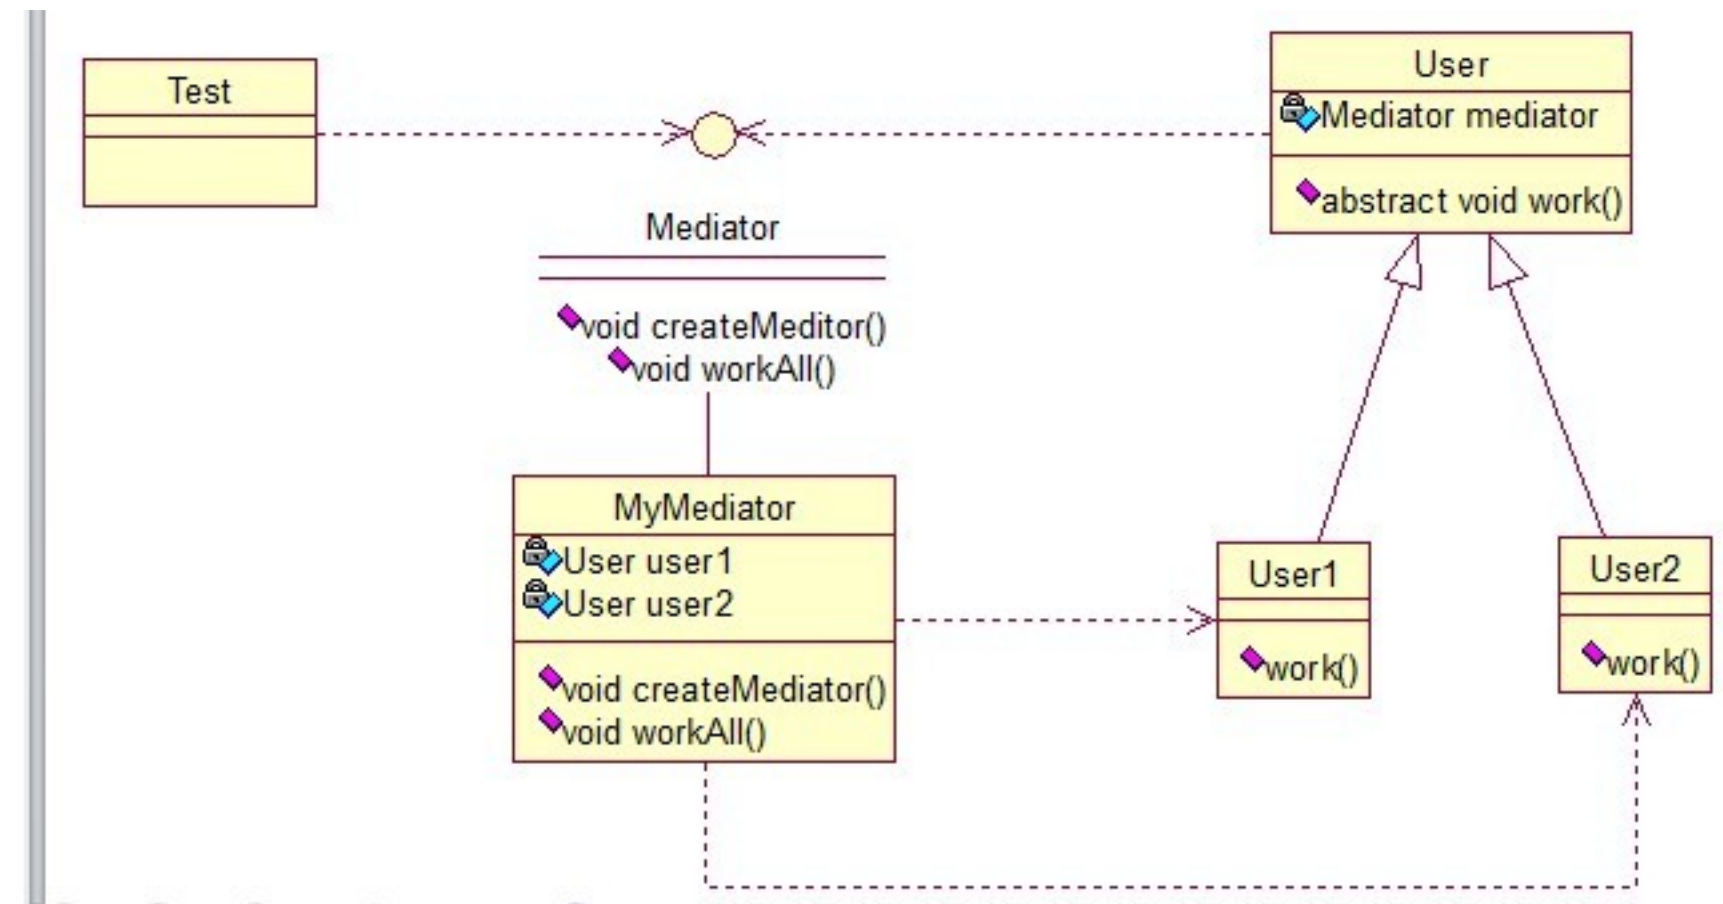 Test
User
Mediator mediator
abstract void work()
Mediator
void createMeditor()
void workAll()
MyMediator
User user1
User user2
void createMediator()
void workAll()
User1
work()
User2
work()